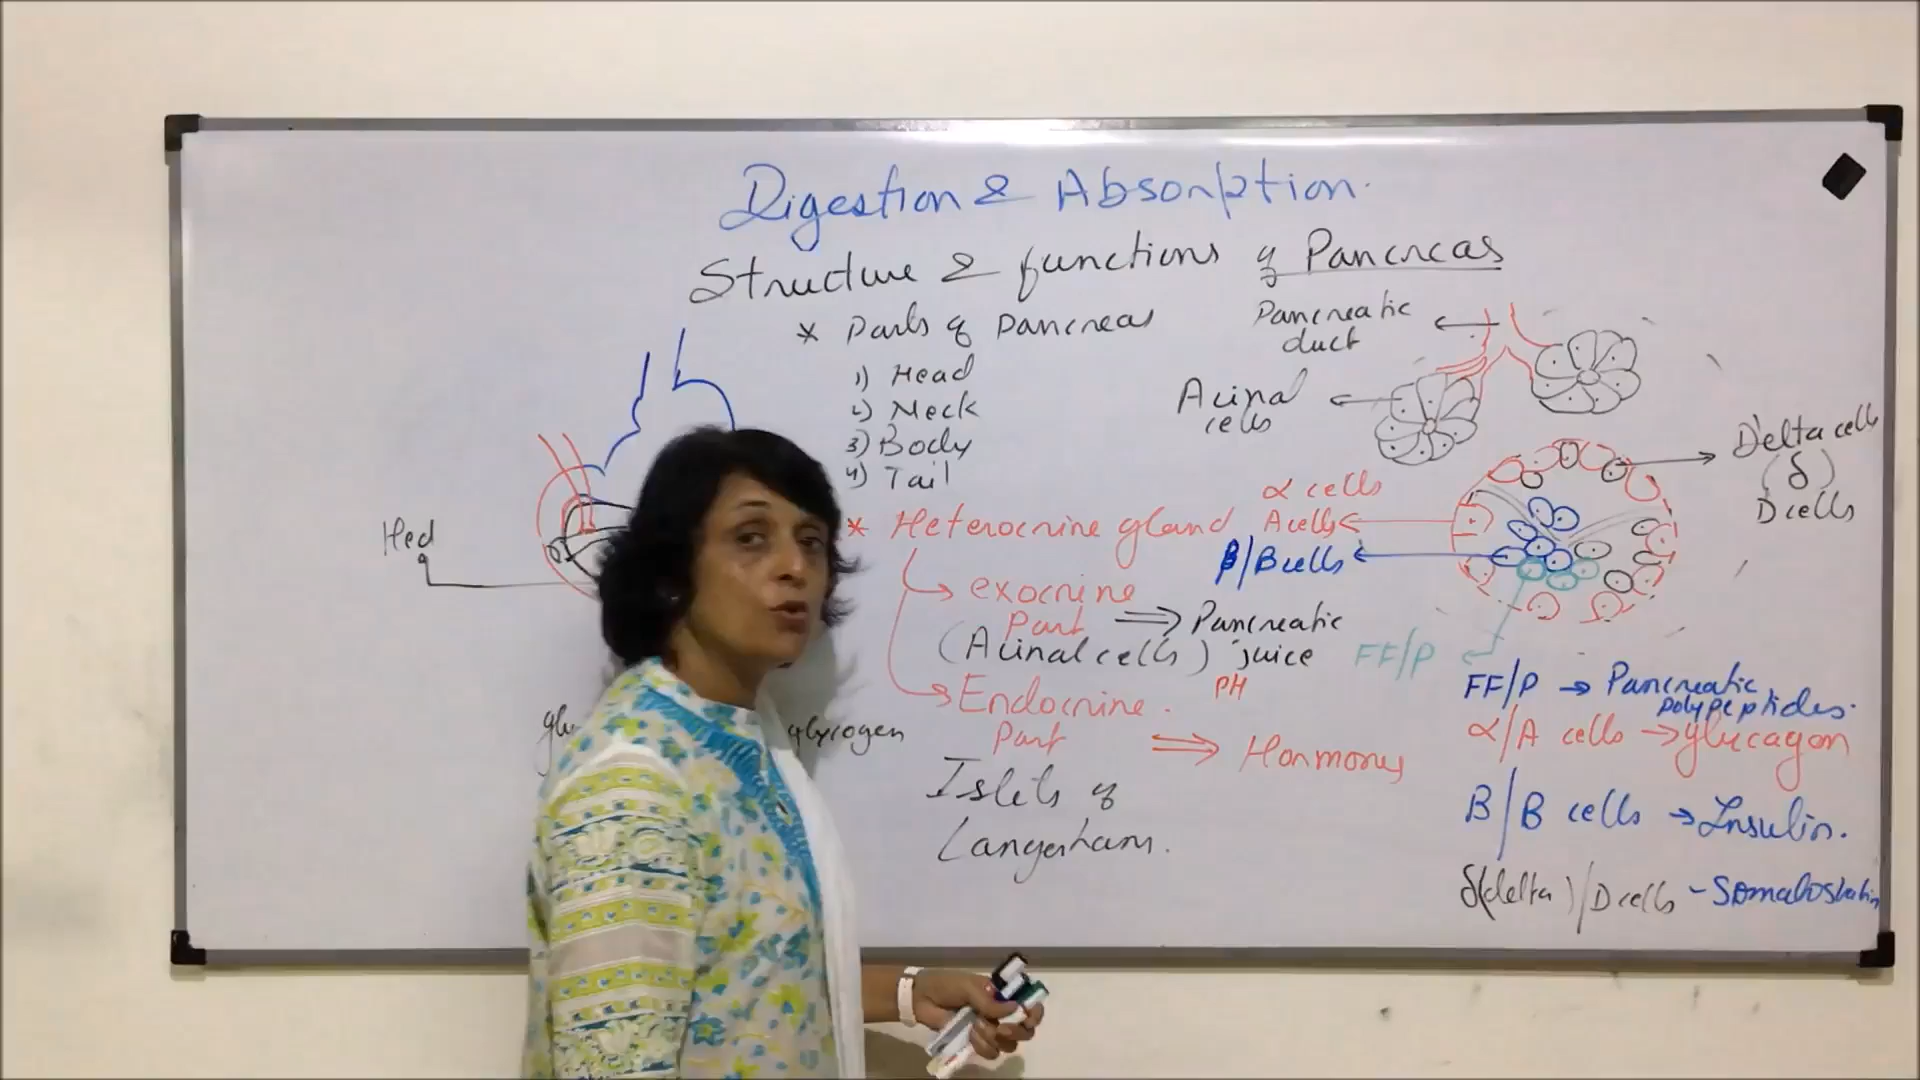 Digestion & Absorption.
Structure & functions of Pancreas
* Parts of Pancreas
1) Head
2) Neck
3) Body
4) Tail
* Heterocrine gland
exocrine
Part ⇒ Pancreatic
(Acinal cells) juice
PH
Endocrine.
Part ⇒ Hormones
Islets of
Langerhans.
Hed
glycogen
Pancreatic
duct
Acinal
cells
α cells
A cells
β/B cells
FF/P
Delta cells
(δ)
D cells
FF/P → Pancreatic
polypeptides.
α/A cells → glucagon
B/B cells → Insulin.
δ(delta)/D cells - Somatostatin